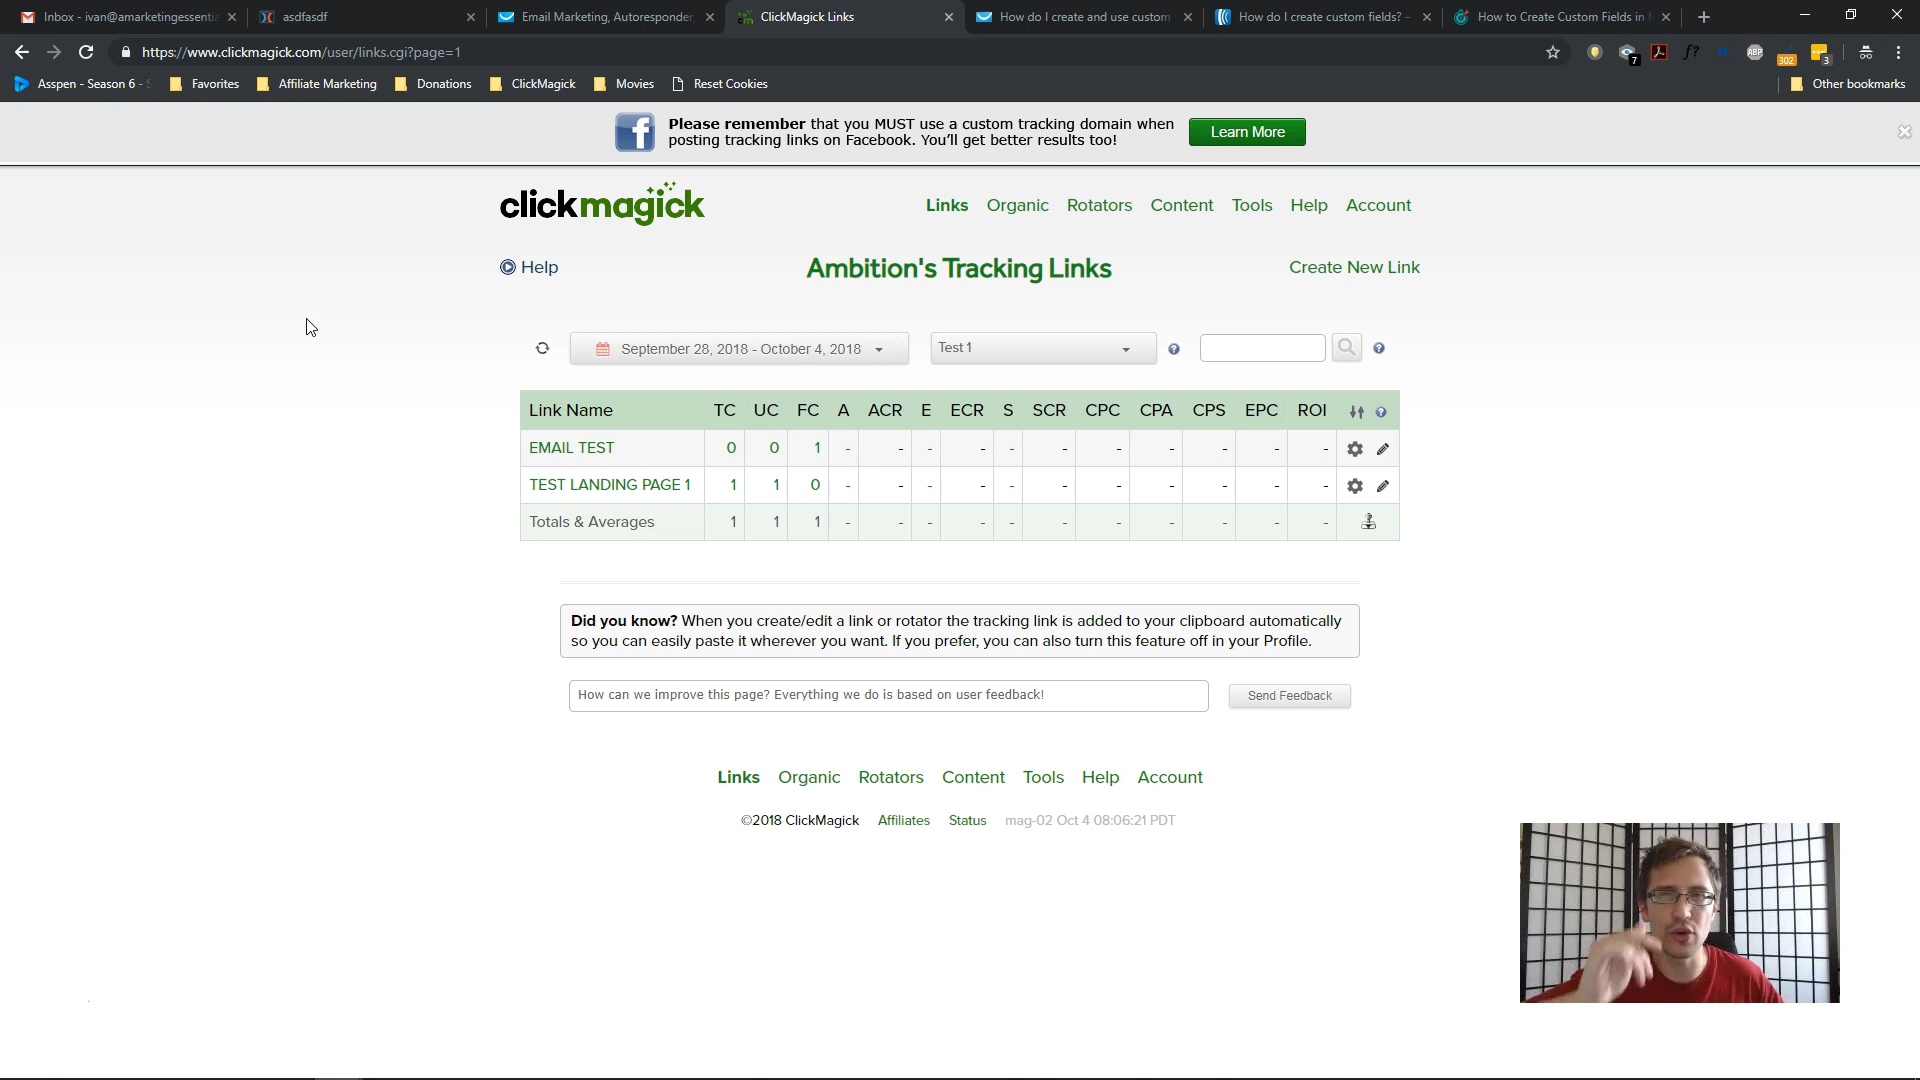 Inbox - ivan@amarketingessentia
asdfasdf
Email Marketing, Autoresponder,
ClickMagick Links
How do I create and use custom
How do I create custom fields? –
How to Create Custom Fields in
https://www.clickmagick.com/user/links.cgi?page=1
7
ABP
302
3
Asspen - Season 6 -
Favorites
Affiliate Marketing
Donations
ClickMagick
Movies
Reset Cookies
Other bookmarks
Please remember that you MUST use a custom tracking domain when
posting tracking links on Facebook. You'll get better results too!
Learn More
clickmagick
Links Organic Rotators Content Tools Help Account
Help
Ambition's Tracking Links
Create New Link
September 28, 2018 - October 4, 2018
Test 1
Link Name TC UC FC A ACR E ECR S SCR CPC CPA CPS EPC ROI
EMAIL TEST 0 0 1 - - - - - - - - - - -
TEST LANDING PAGE 1 1 1 0 - - - - - - - - - - -
Totals & Averages 1 1 1 - - - - - - - - - - -
Did you know? When you create/edit a link or rotator the tracking link is added to your clipboard automatically
so you can easily paste it wherever you want. If you prefer, you can also turn this feature off in your Profile.
How can we improve this page? Everything we do is based on user feedback!
Send Feedback
Links Organic Rotators Content Tools Help Account
©2018 ClickMagick Affiliates Status mag-02 Oct 4 08:06:21 PDT